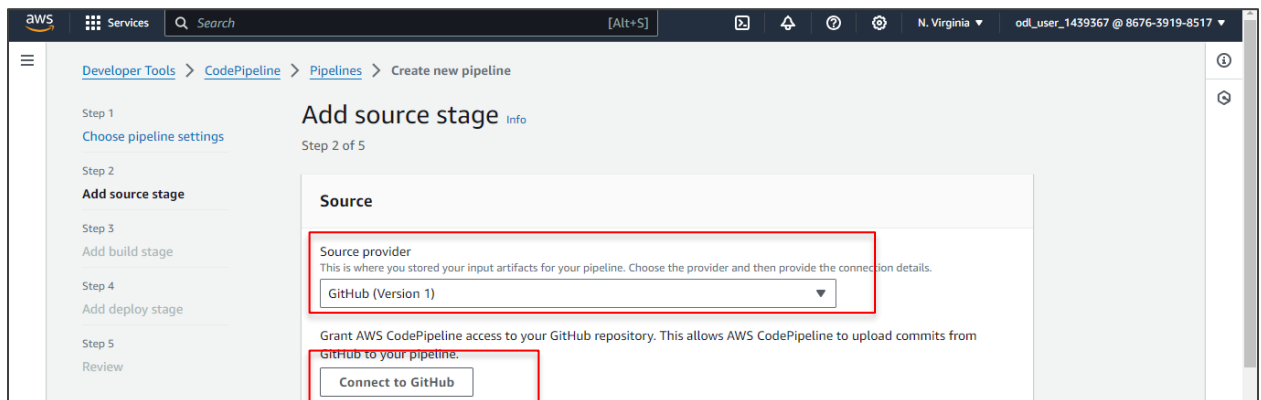 aws
Services
Search [Alt+S]
N. Virginia
odl_user_1439367 @ 8676-3919-8517
Developer Tools > CodePipeline > Pipelines > Create new pipeline
Step 1
Choose pipeline settings
Step 2
Add source stage
Step 3
Add build stage
Step 4
Add deploy stage
Step 5
Review
Add source stage Info
Step 2 of 5
Source
Source provider
This is where you stored your input artifacts for your pipeline. Choose the provider and then provide the connection details.
GitHub (Version 1)
Grant AWS CodePipeline access to your GitHub repository. This allows AWS CodePipeline to upload commits from
GitHub to your pipeline.
Connect to GitHub